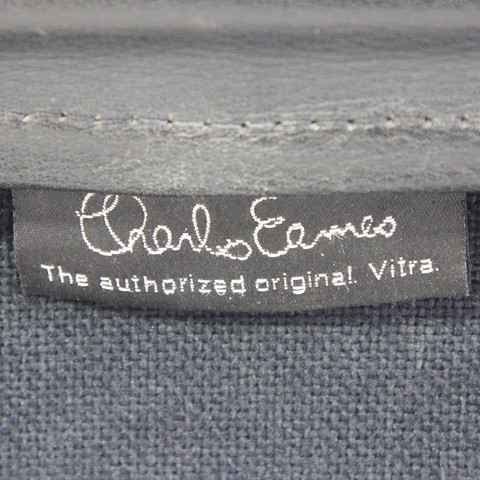 Charles Eames
The authorized original. Vitra.